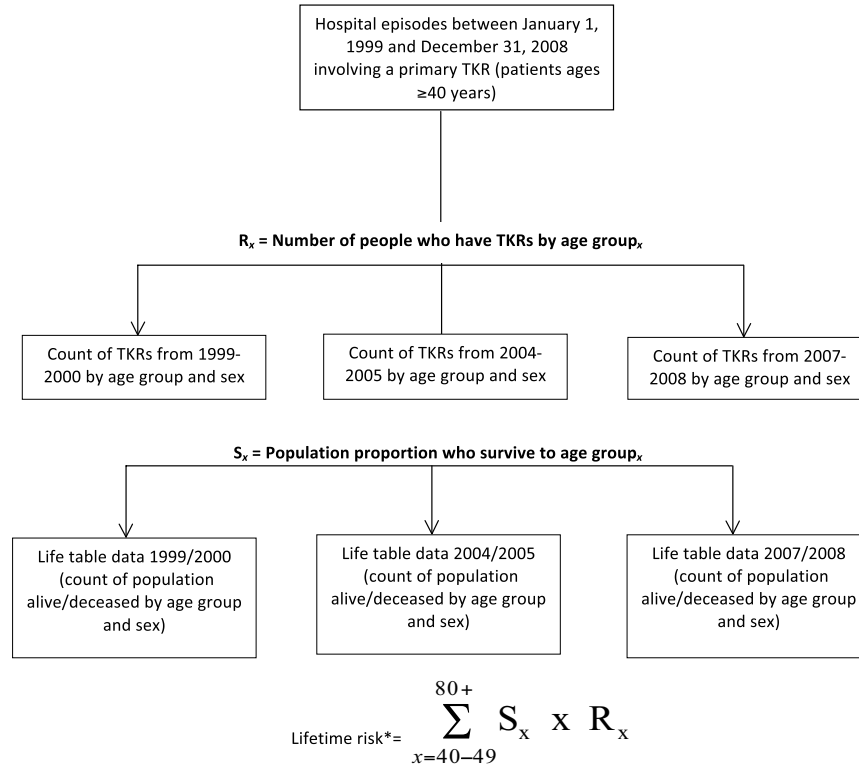 Hospital episodes between January 1,
1999 and December 31, 2008
involving a primary TKR (patients ages
≥40 years)
Rₓ = Number of people who have TKRs by age groupₓ
Count of TKRs from 1999-
2000 by age group and sex
Count of TKRs from 2004-
2005 by age group and sex
Count of TKRs from 2007-
2008 by age group and sex
Sₓ = Population proportion who survive to age groupₓ
Life table data 1999/2000
(count of population
alive/deceased by age group
and sex)
Life table data 2004/2005
(count of population
alive/deceased by age group
and sex)
Life table data 2007/2008
(count of population
alive/deceased by age group
and sex)
80+
Lifetime risk*= Σ Sₓ x Rₓ
x=40–49